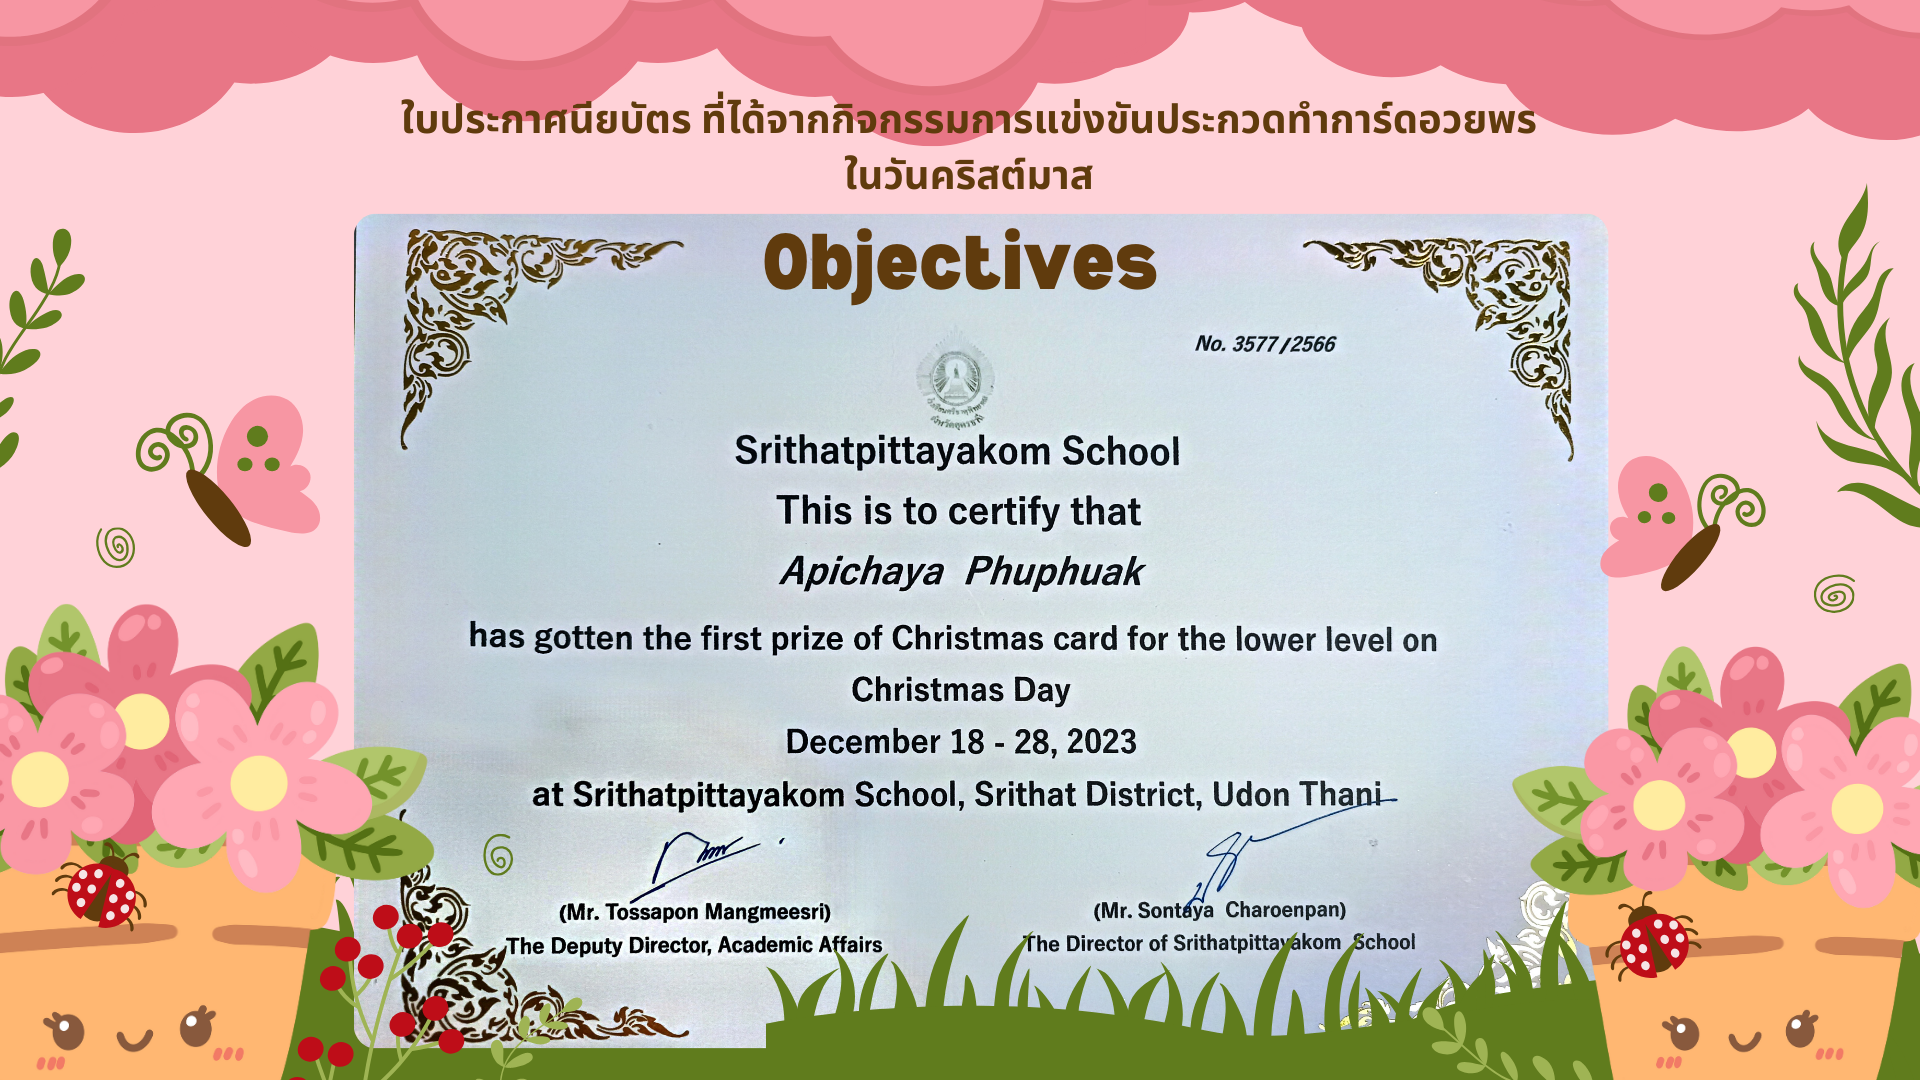 ใบประกาศนียบัตร ที่ได้จากกิจกรรมการแข่งขันประกวดทำการ์ดอวยพร
ในวันคริสต์มาส
Objectives
No. 3577/2566
Srithatpittayakom School
This is to certify that
Apichaya Phuphuak
has gotten the first prize of Christmas card for the lower level on
Christmas Day
December 18 - 28, 2023
at Srithatpittayakom School, Srithat District, Udon Thani
(Mr. Tossapon Mangmeesri)
The Deputy Director, Academic Affairs
(Mr. Sontaya Charoenpan)
The Director of Srithatpittayakom School